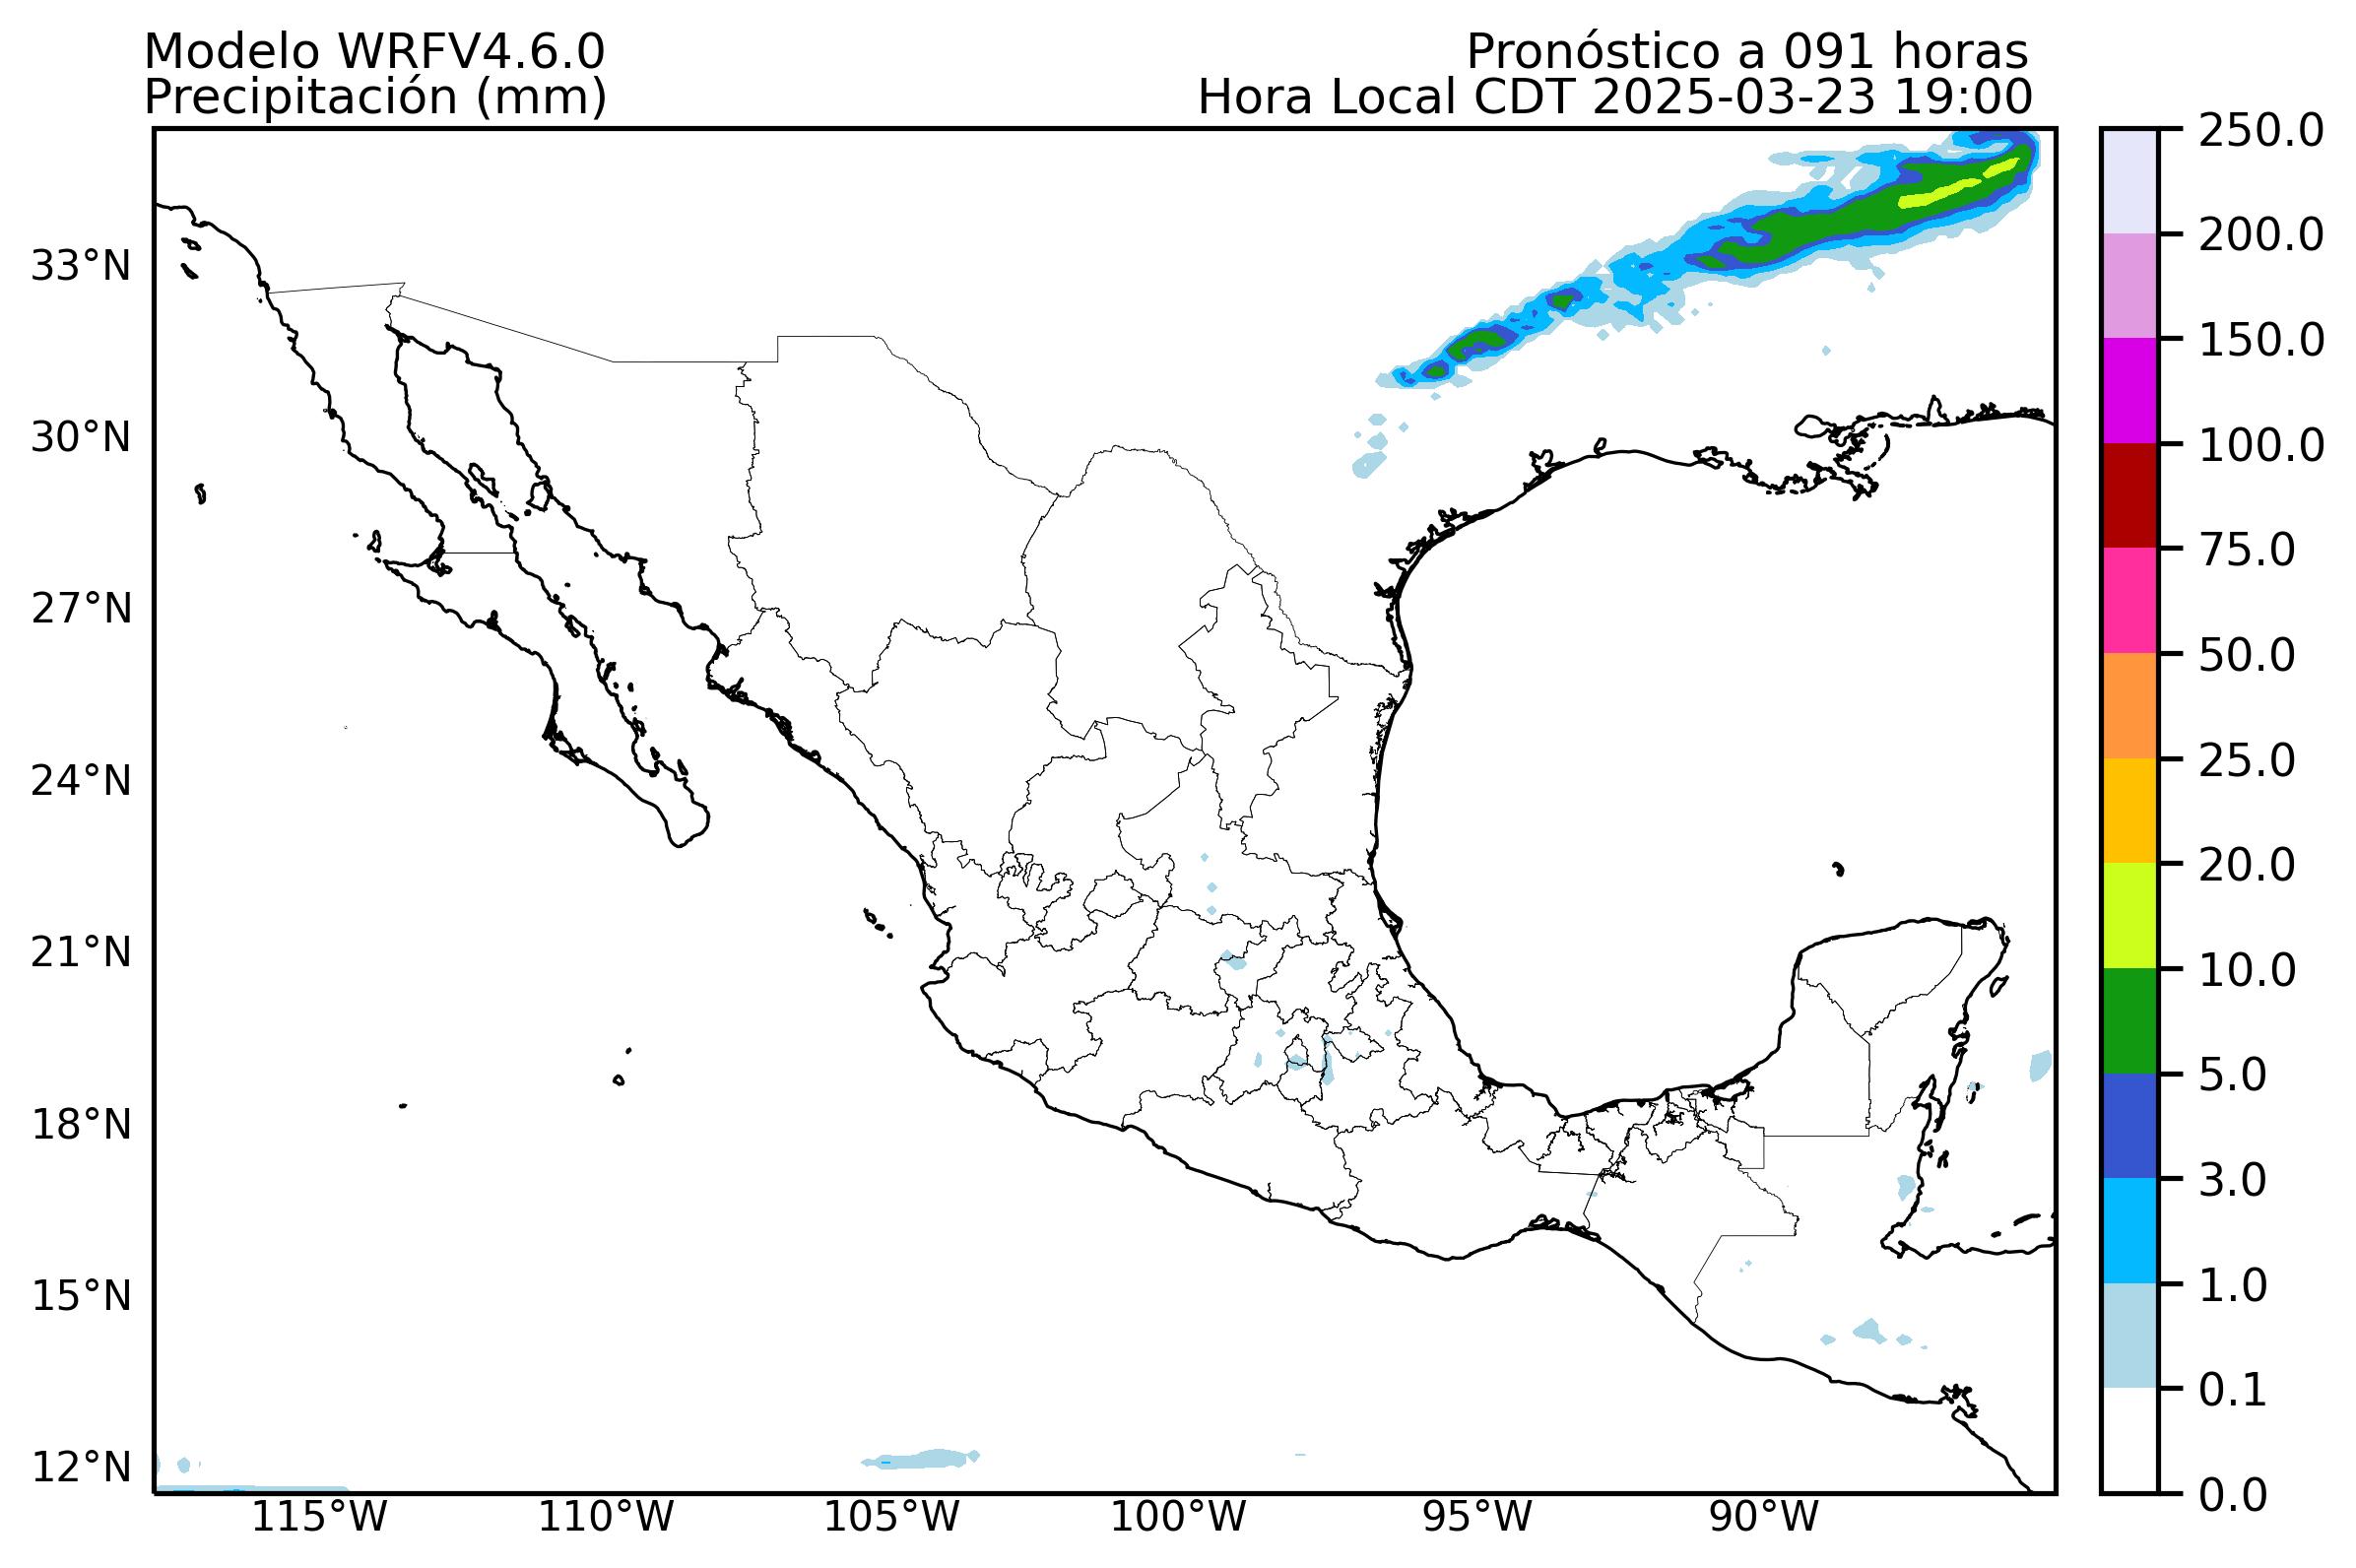 Modelo WRFV4.6.0
Pronóstico a 091 horas
Precipitación (mm)
Hora Local CDT 2025-03-23 19:00
33°N
30°N
27°N
24°N
21°N
18°N
15°N
12°N
115°W
110°W
105°W
100°W
95°W
90°W
250.0
200.0
150.0
100.0
75.0
50.0
25.0
20.0
10.0
5.0
3.0
1.0
0.1
0.0